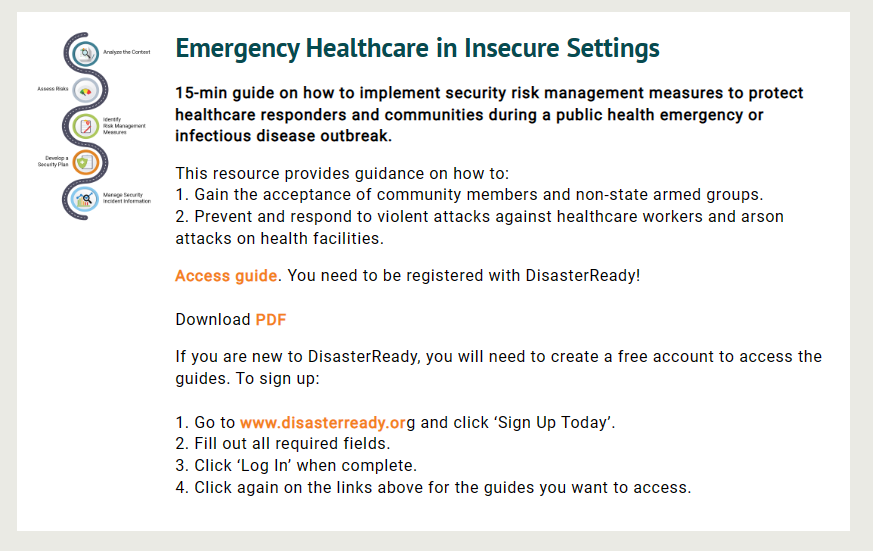 Analyze the Context
Assess Risks
Identify
Risk Management
Measures
Develop a
Security Plan
Manage Security
Incident Information
Emergency Healthcare in Insecure Settings
15-min guide on how to implement security risk management measures to protect
healthcare responders and communities during a public health emergency or
infectious disease outbreak.
This resource provides guidance on how to:
1. Gain the acceptance of community members and non-state armed groups.
2. Prevent and respond to violent attacks against healthcare workers and arson
attacks on health facilities.
Access guide. You need to be registered with DisasterReady!
Download PDF
If you are new to DisasterReady, you will need to create a free account to access the
guides. To sign up:
1. Go to www.disasterready.org and click ‘Sign Up Today’.
2. Fill out all required fields.
3. Click ‘Log In’ when complete.
4. Click again on the links above for the guides you want to access.